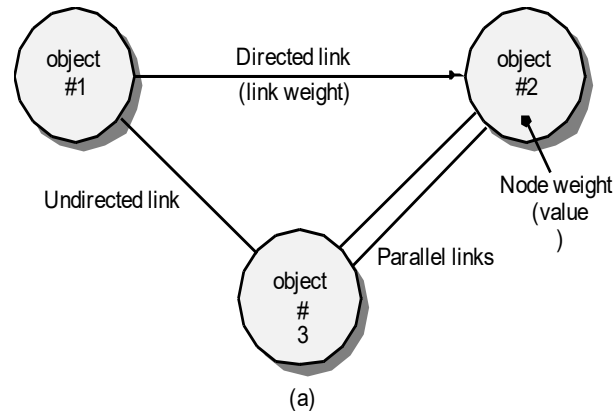 object
#1
Directed link
(link weight)
object
#2
Undirected link
Node weight
(value
)
Parallel links
object
#
3
(a)